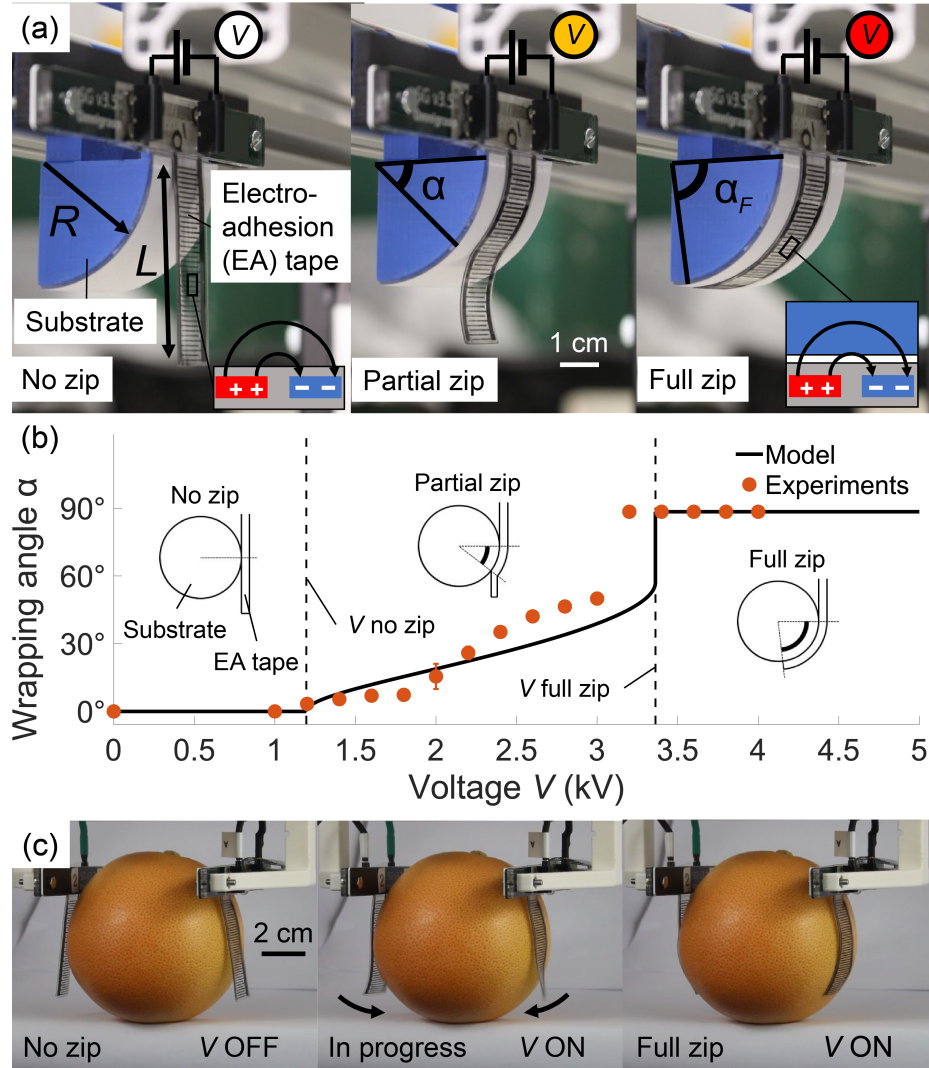 (a)
V
V
V
R
L
Electro-
adhesion
(EA) tape
Substrate
No zip
+ +
− −
α
1 cm
Partial zip
α_F
Full zip
+ +
− −
(b)
Wrapping angle α
90°
60°
30°
0°
No zip
Substrate
EA tape
V no zip
Partial zip
V full zip
Model
Experiments
Full zip
0 0.5 1 1.5 2 2.5 3 3.5 4 4.5 5
Voltage V (kV)
(c)
2 cm
No zip
V OFF
In progress
V ON
Full zip
V ON